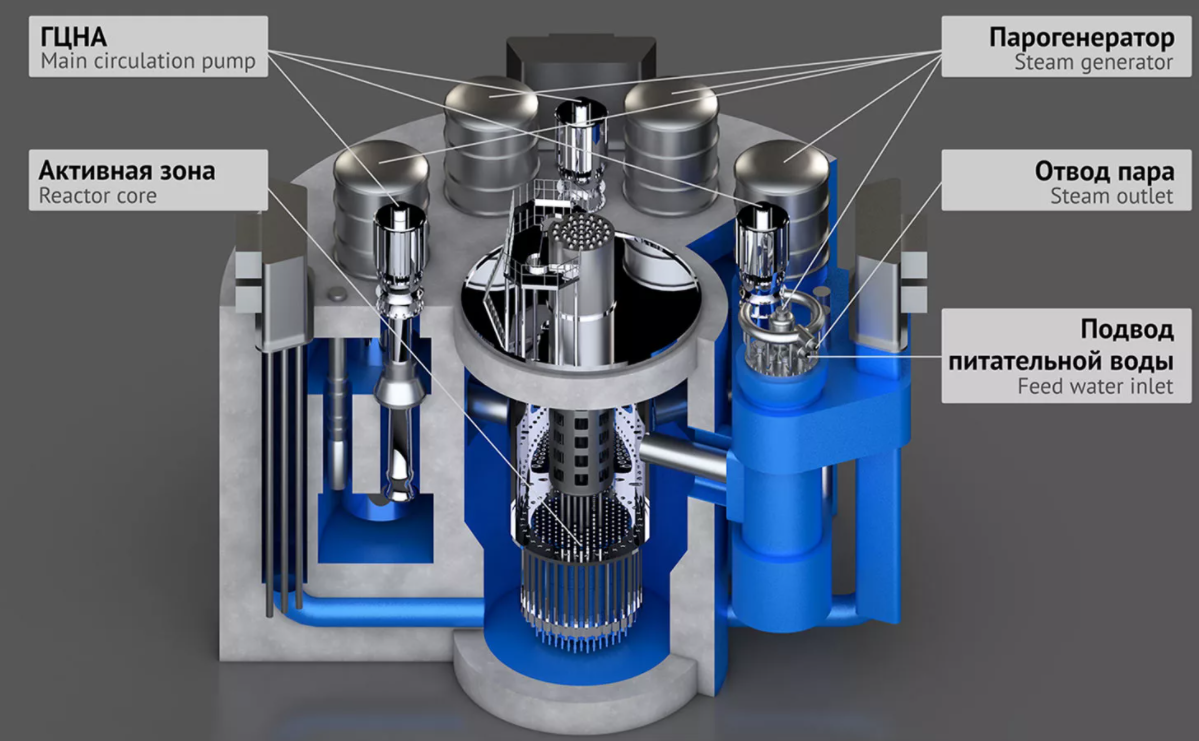 ГЦНА
Main circulation pump
Активная зона
Reactor core
Парогенератор
Steam generator
Отвод пара
Steam outlet
Подвод
питательной воды
Feed water inlet